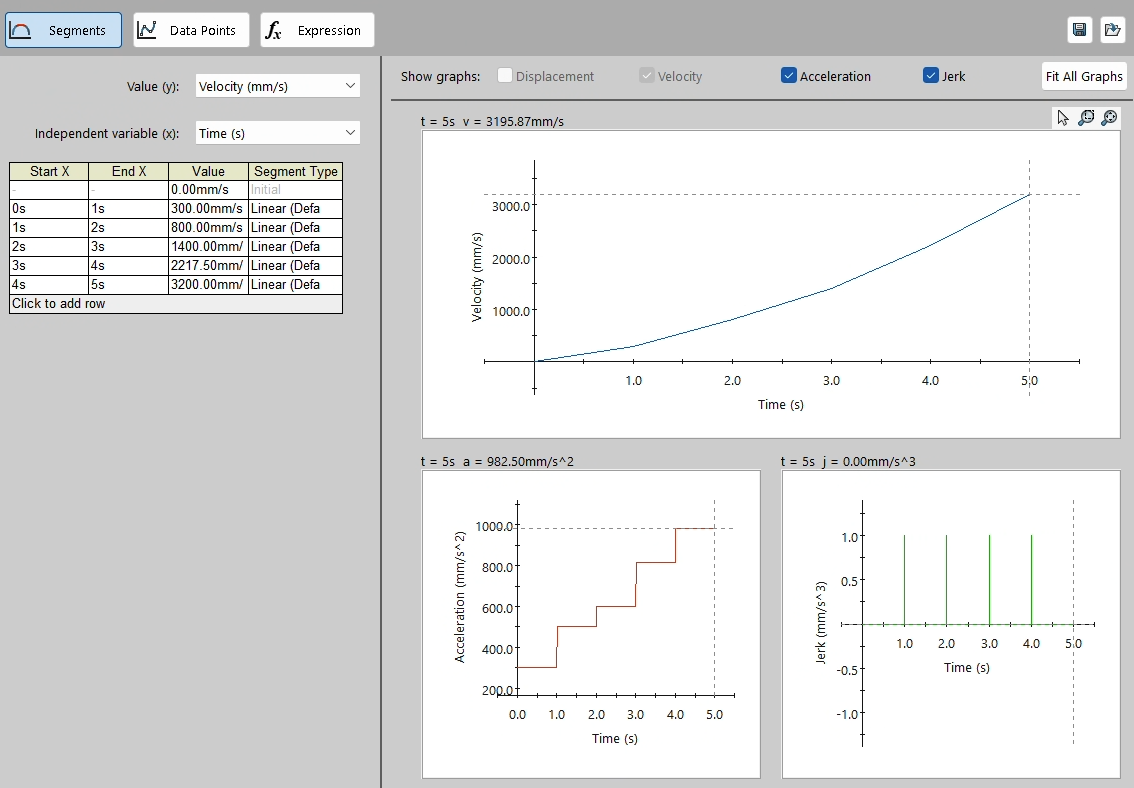 Segments Data Points fx Expression
Value (y): Velocity (mm/s)
Independent variable (x): Time (s)
Start X End X Value Segment Type
- - 0.00mm/s Initial
0s 1s 300.00mm/s Linear (Defa
1s 2s 800.00mm/s Linear (Defa
2s 3s 1400.00mm/ Linear (Defa
3s 4s 2217.50mm/ Linear (Defa
4s 5s 3200.00mm/ Linear (Defa
Click to add row
Show graphs: Displacement Velocity Acceleration Jerk Fit All Graphs
t = 5s v = 3195.87mm/s
Velocity (mm/s)
3000.0
2000.0
1000.0
1.0 2.0 3.0 4.0 5.0
Time (s)
t = 5s a = 982.50mm/s^2
Acceleration (mm/s^2)
1000.0
800.0
600.0
400.0
200.0
0.0 1.0 2.0 3.0 4.0 5.0
Time (s)
t = 5s j = 0.00mm/s^3
Jerk (mm/s^3)
1.0
0.5
1.0 2.0 3.0 4.0 5.0
Time (s)
-0.5
-1.0